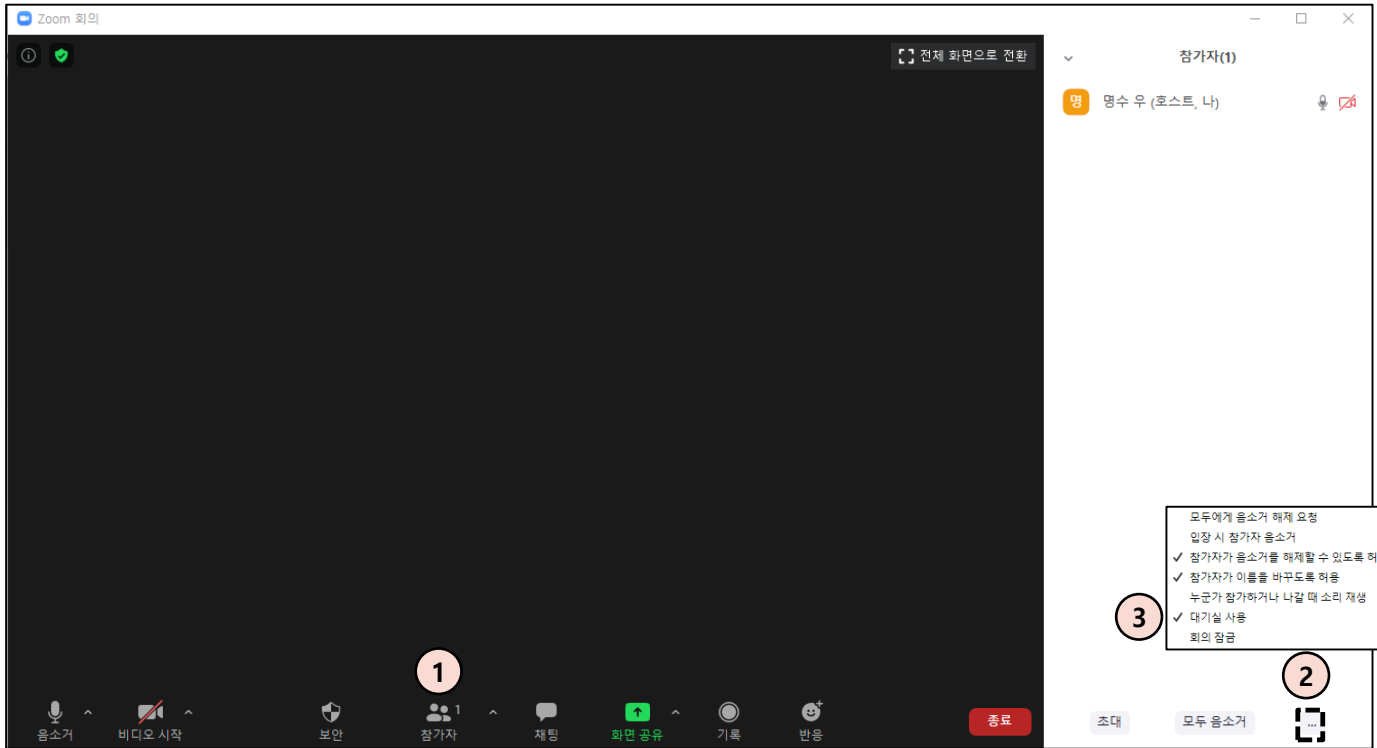 Zoom 회의
전체 화면으로 전환
참가자(1)
명
명수 우 (호스트, 나)
모두에게 음소거 해제 요청
입장 시 참가자 음소거
✓ 참가자가 음소거를 해제할 수 있도록 허
✓ 참가자가 이름을 바꾸도록 허용
누군가 참가하거나 나갈 때 소리 재생
3
✓ 대기실 사용
회의 잠금
1
2
음소거
비디오 시작
보안
1
참가자
채팅
화면 공유
기록
반응
종료
초대
모두 음소거
...